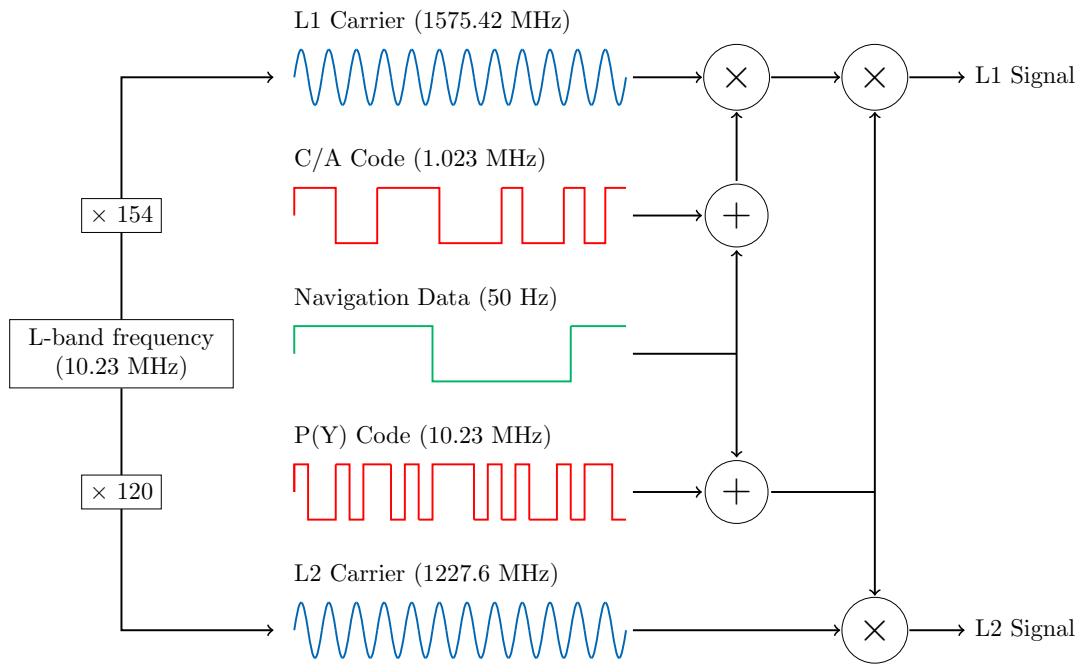 L1 Carrier (1575.42 MHz)
L1 Signal
C/A Code (1.023 MHz)
× 154
Navigation Data (50 Hz)
L-band frequency
(10.23 MHz)
P(Y) Code (10.23 MHz)
× 120
L2 Carrier (1227.6 MHz)
L2 Signal